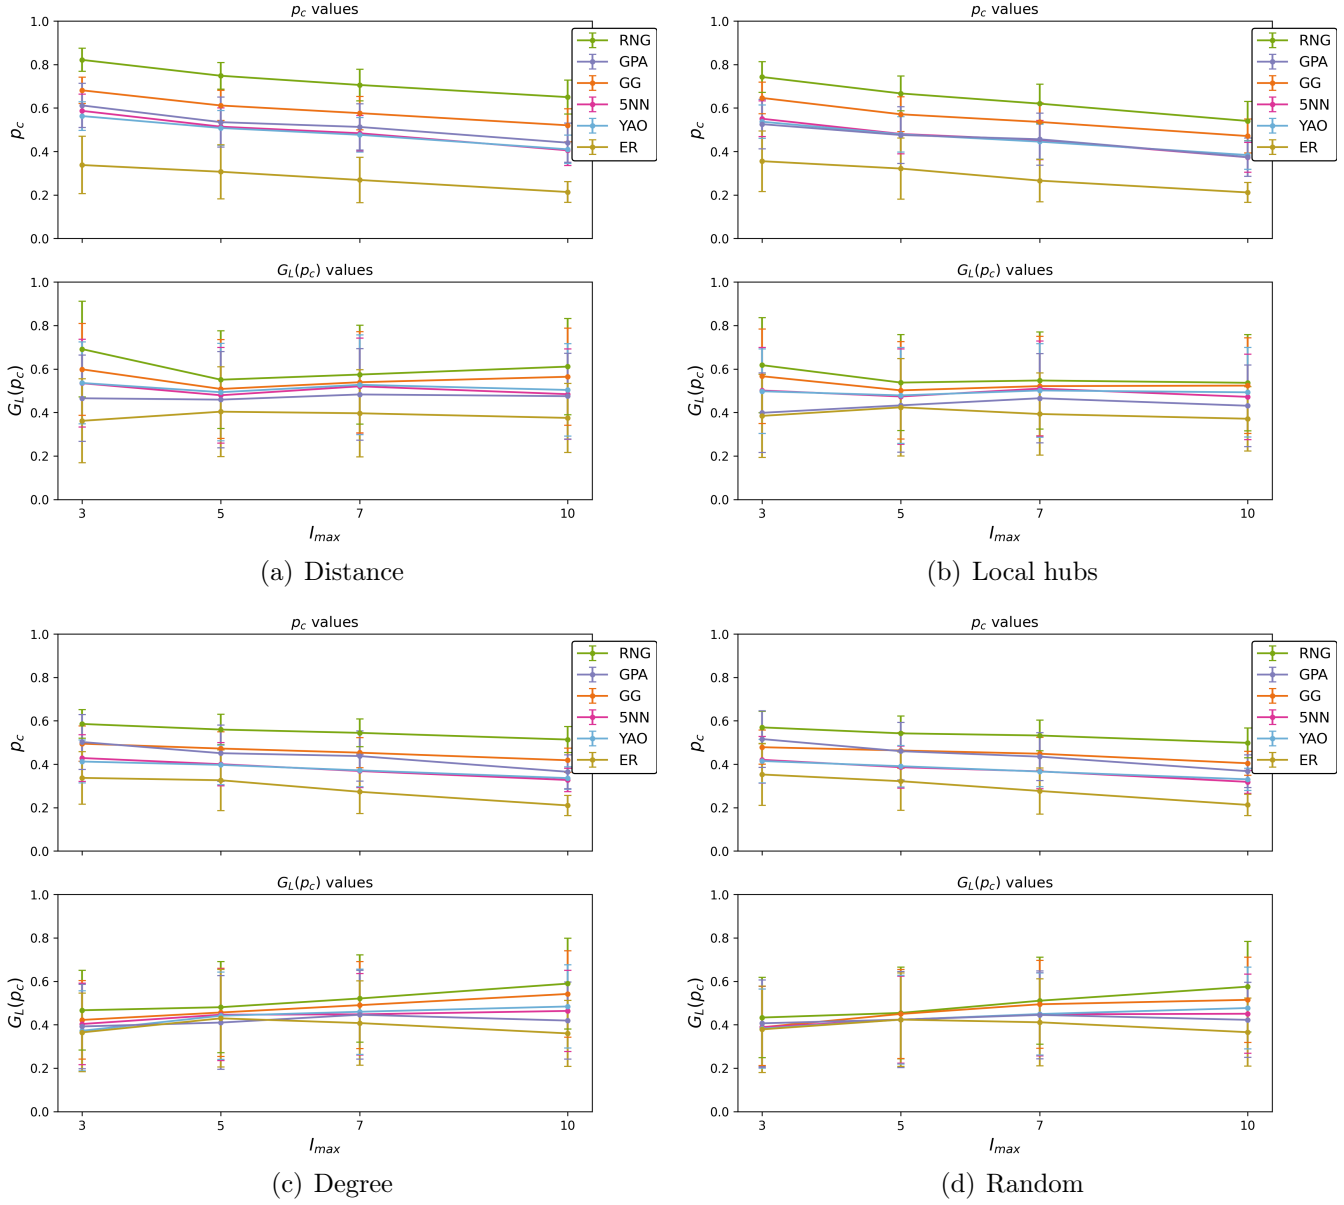 p_c values
1.0
0.8
0.6
0.4
0.2
0.0
p_c
RNG
GPA
GG
5NN
YAO
ER
G_L(p_c) values
1.0
0.8
0.6
0.4
0.2
0.0
G_L(p_c)
3 5 7 10
I_max
(a) Distance
p_c values
1.0
0.8
0.6
0.4
0.2
0.0
p_c
RNG
GPA
GG
5NN
YAO
ER
G_L(p_c) values
1.0
0.8
0.6
0.4
0.2
0.0
G_L(p_c)
3 5 7 10
I_max
(b) Local hubs
p_c values
1.0
0.8
0.6
0.4
0.2
0.0
p_c
RNG
GPA
GG
5NN
YAO
ER
G_L(p_c) values
1.0
0.8
0.6
0.4
0.2
0.0
G_L(p_c)
3 5 7 10
I_max
(c) Degree
p_c values
1.0
0.8
0.6
0.4
0.2
0.0
p_c
RNG
GPA
GG
5NN
YAO
ER
G_L(p_c) values
1.0
0.8
0.6
0.4
0.2
0.0
G_L(p_c)
3 5 7 10
I_max
(d) Random